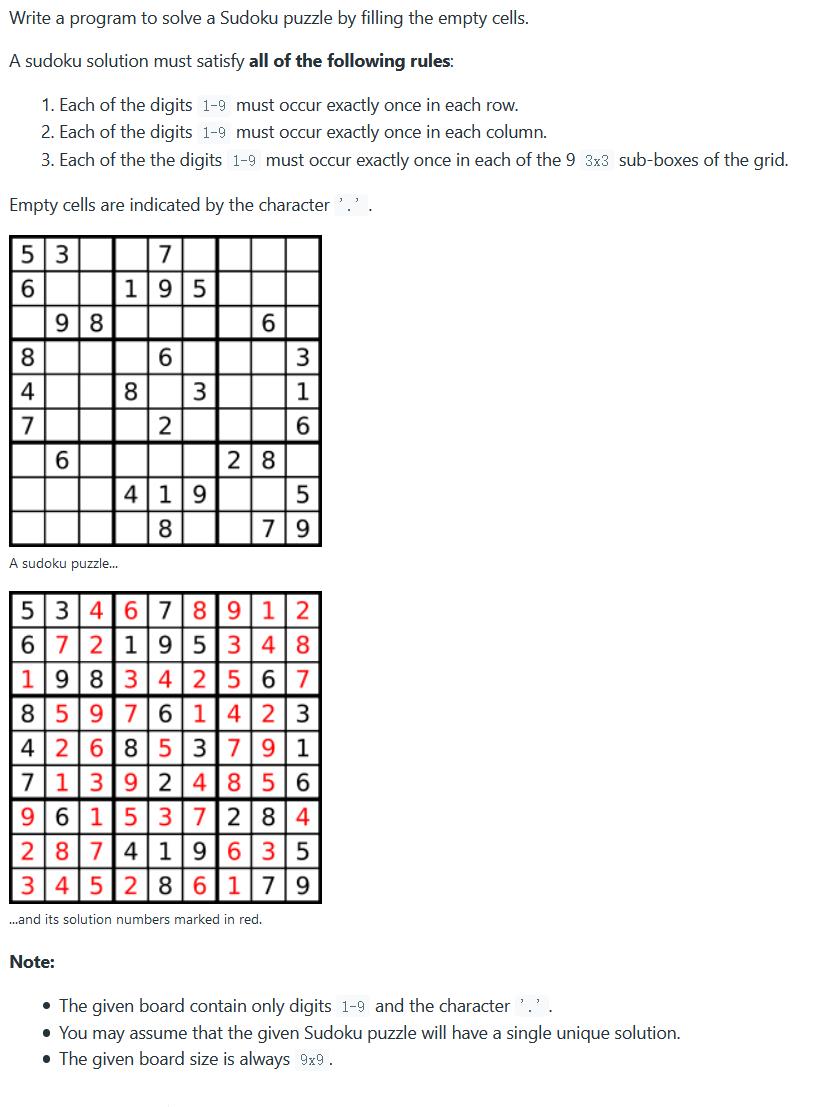 Write a program to solve a Sudoku puzzle by filling the empty cells.
A sudoku solution must satisfy all of the following rules:
1. Each of the digits 1-9 must occur exactly once in each row.
2. Each of the digits 1-9 must occur exactly once in each column.
3. Each of the the digits 1-9 must occur exactly once in each of the 9 3x3 sub-boxes of the grid.
Empty cells are indicated by the character '.' .
5 3 7
6 1 9 5
9 8 6
8 6 3
4 8 3 1
7 2 6
6 2 8
4 1 9 5
8 7 9
A sudoku puzzle...
5 3 4 6 7 8 9 1 2
6 7 2 1 9 5 3 4 8
1 9 8 3 4 2 5 6 7
8 5 9 7 6 1 4 2 3
4 2 6 8 5 3 7 9 1
7 1 3 9 2 4 8 5 6
9 6 1 5 3 7 2 8 4
2 8 7 4 1 9 6 3 5
3 4 5 2 8 6 1 7 9
...and its solution numbers marked in red.
Note:
• The given board contain only digits 1-9 and the character '.' .
• You may assume that the given Sudoku puzzle will have a single unique solution.
• The given board size is always 9x9 .